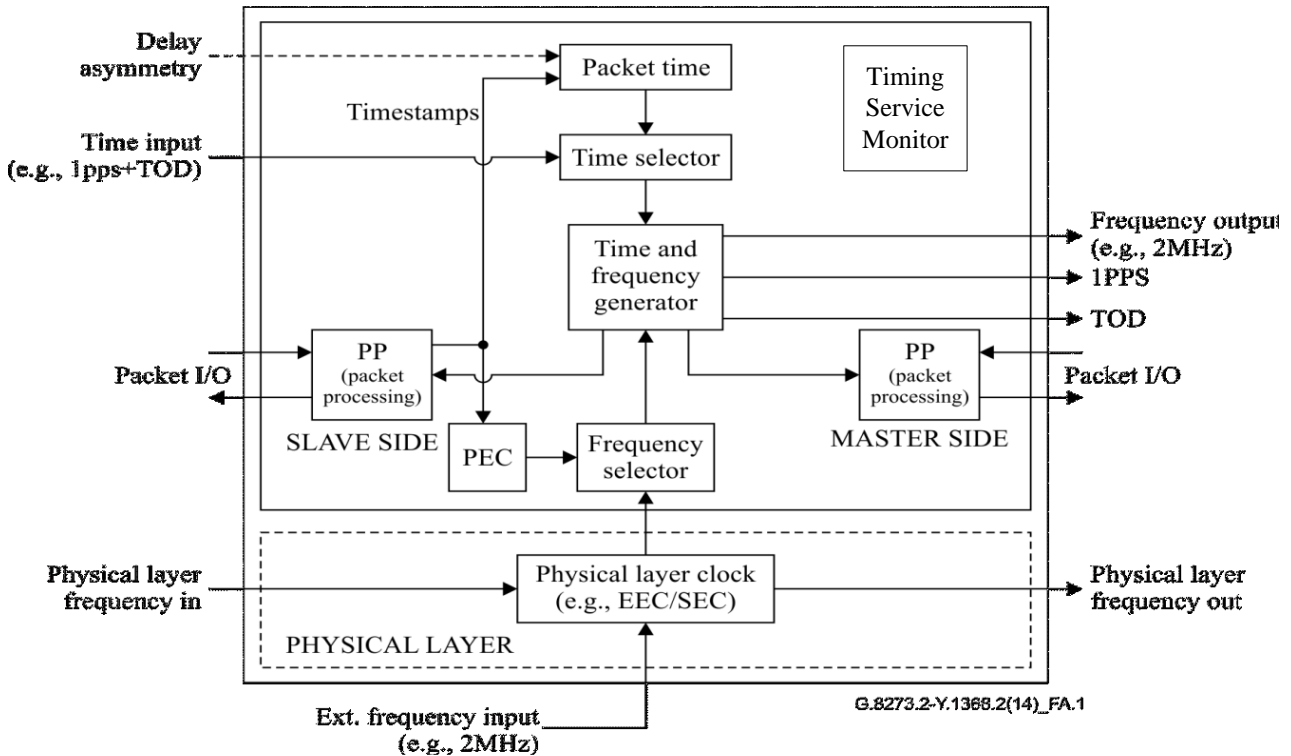 Delay
asymmetry
Packet time
Timing
Service
Monitor
Timestamps
Time input
(e.g., 1pps+TOD)
Time selector
Frequency output
(e.g., 2MHz)
Time and
frequency
generator
1PPS
TOD
PP
(packet
processing)
Packet I/O
SLAVE SIDE
PP
(packet
processing)
Packet I/O
MASTER SIDE
PEC
Frequency
selector
Physical layer
frequency in
Physical layer clock
(e.g., EEC/SEC)
Physical layer
frequency out
PHYSICAL LAYER
Ext. frequency input
(e.g., 2MHz)
G.8273.2-Y.1368.2(14)_FA.1